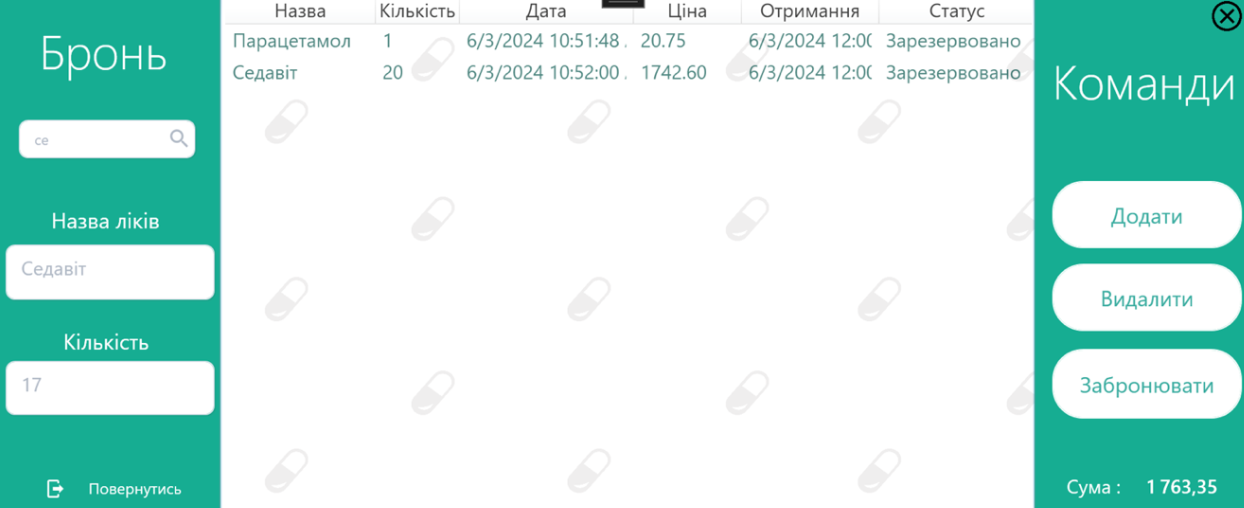 Бронь
се
Назва ліків
Седавіт
Кількість
17
Повернутись
Назва Кількість Дата Ціна Отримання Статус
Парацетамол 1 6/3/2024 10:51:48 20.75 6/3/2024 12:00 Зарезервовано
Седавіт 20 6/3/2024 10:52:00 1742.60 6/3/2024 12:00 Зарезервовано
Команди
Додати
Видалити
Забронювати
Сума : 1 763,35